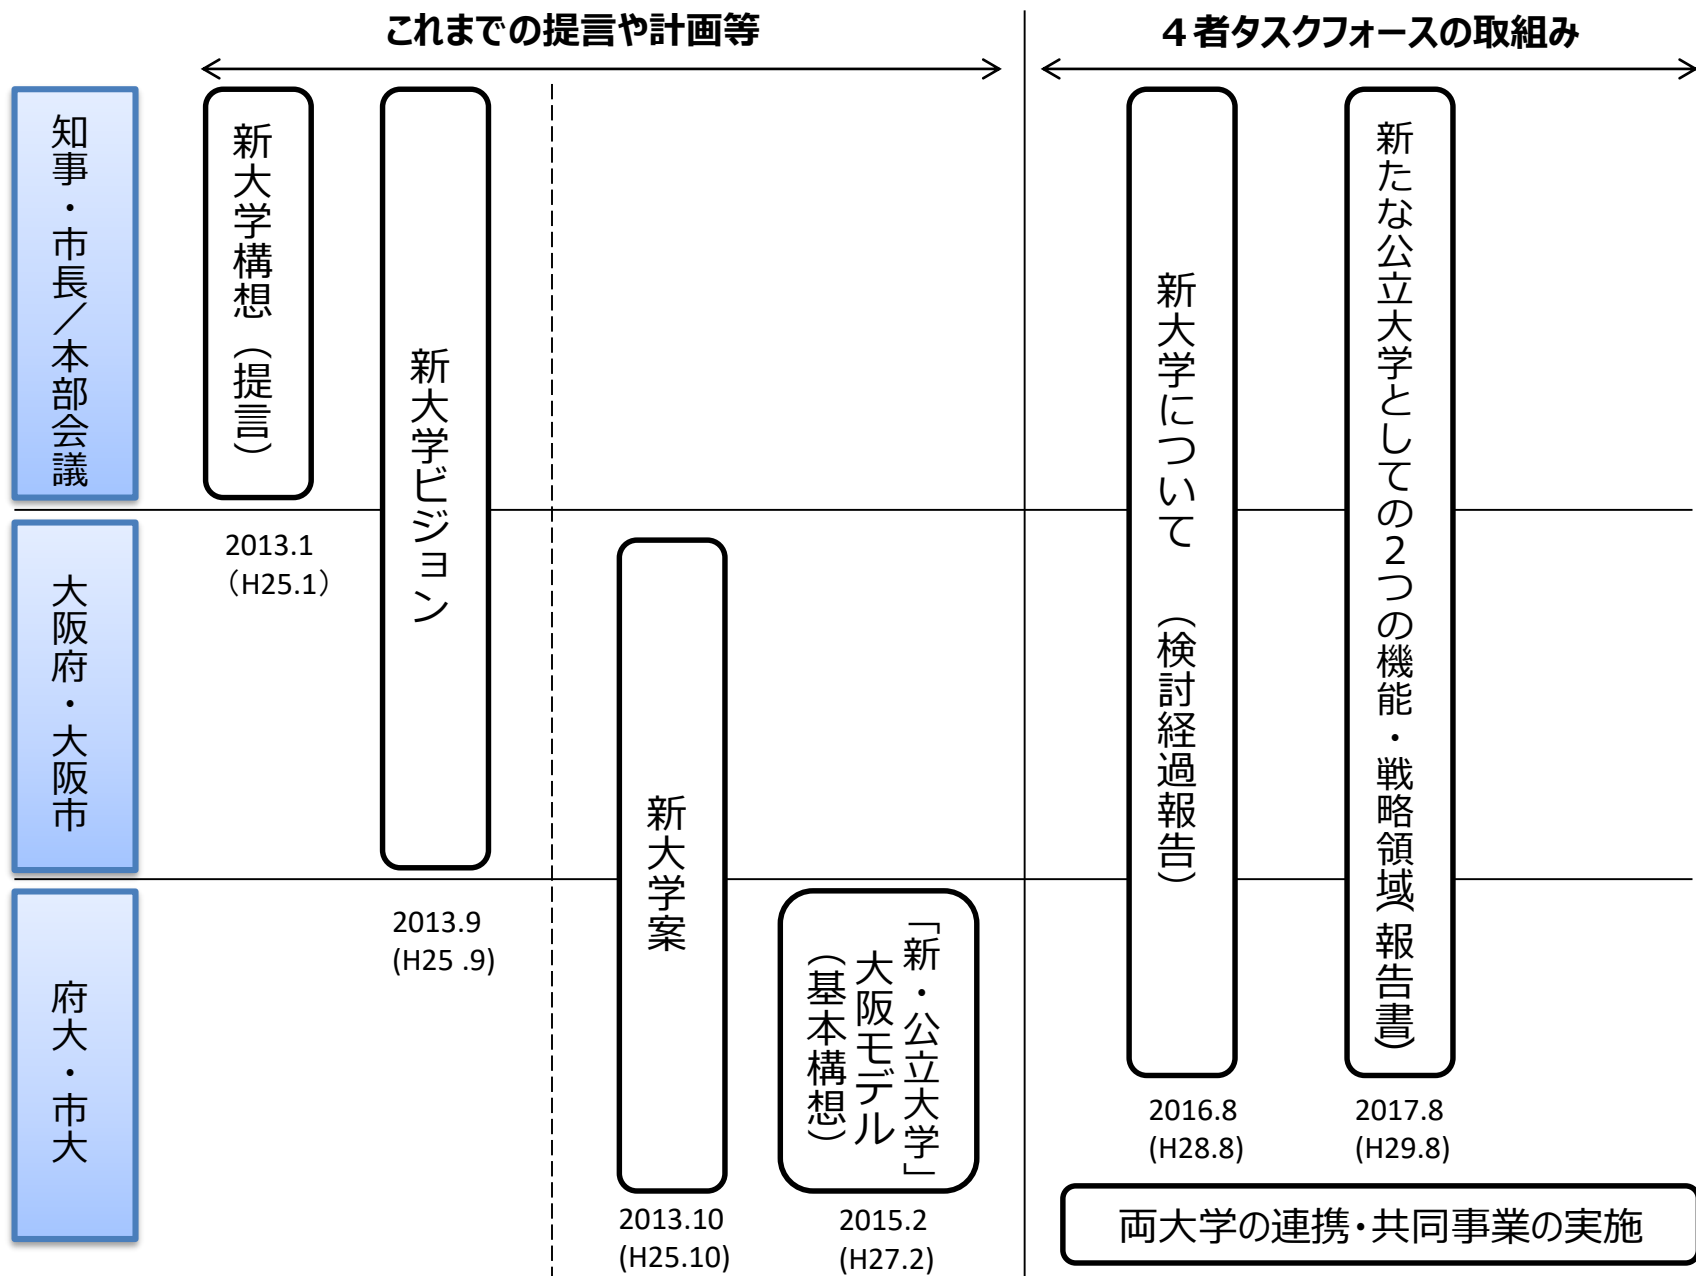 これまでの提言や計画等
４者タスクフォースの取組み
知事・市長／本部会議
大阪府・大阪市
府大・市大
新大学構想（提言）
2013.1
（H25.1）
新大学ビジョン
2013.9
(H25 .9)
新大学案
2013.10
(H25.10)
「新・公立大学」
大阪モデル
（基本構想）
2015.2
(H27.2)
新大学について　（検討経過報告）
2016.8
(H28.8)
新たな公立大学としての２つの機能・戦略領域（報告書）
2017.8
(H29.8)
両大学の連携・共同事業の実施